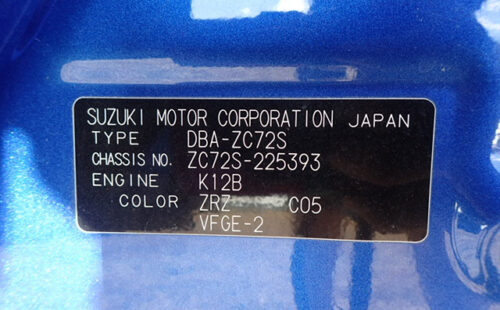 SUZUKI MOTOR CORPORATION JAPAN
TYPE DBA-ZC72S
CHASSIS NO. ZC72S-225393
ENGINE K12B
COLOR ZRZ C05
VFGE-2